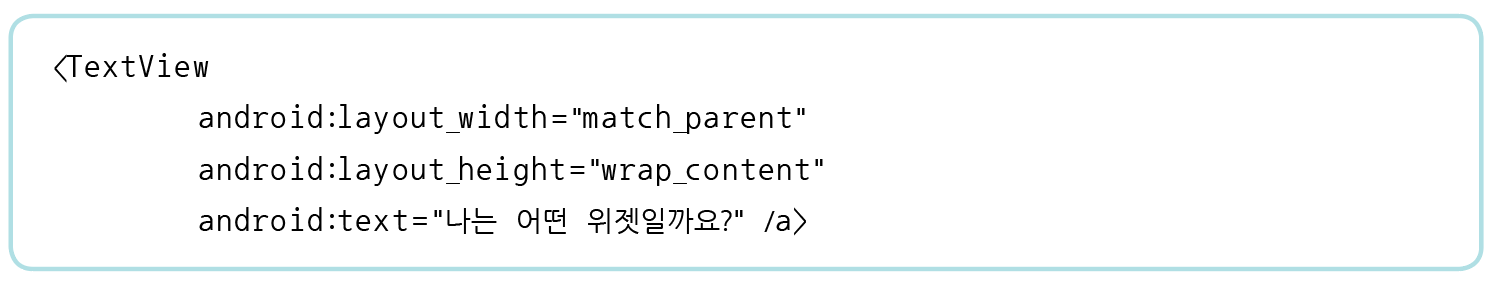 <TextView
android:layout_width="match_parent"
android:layout_height="wrap_content"
android:text="나는 어떤 위젯일까요?" /a>